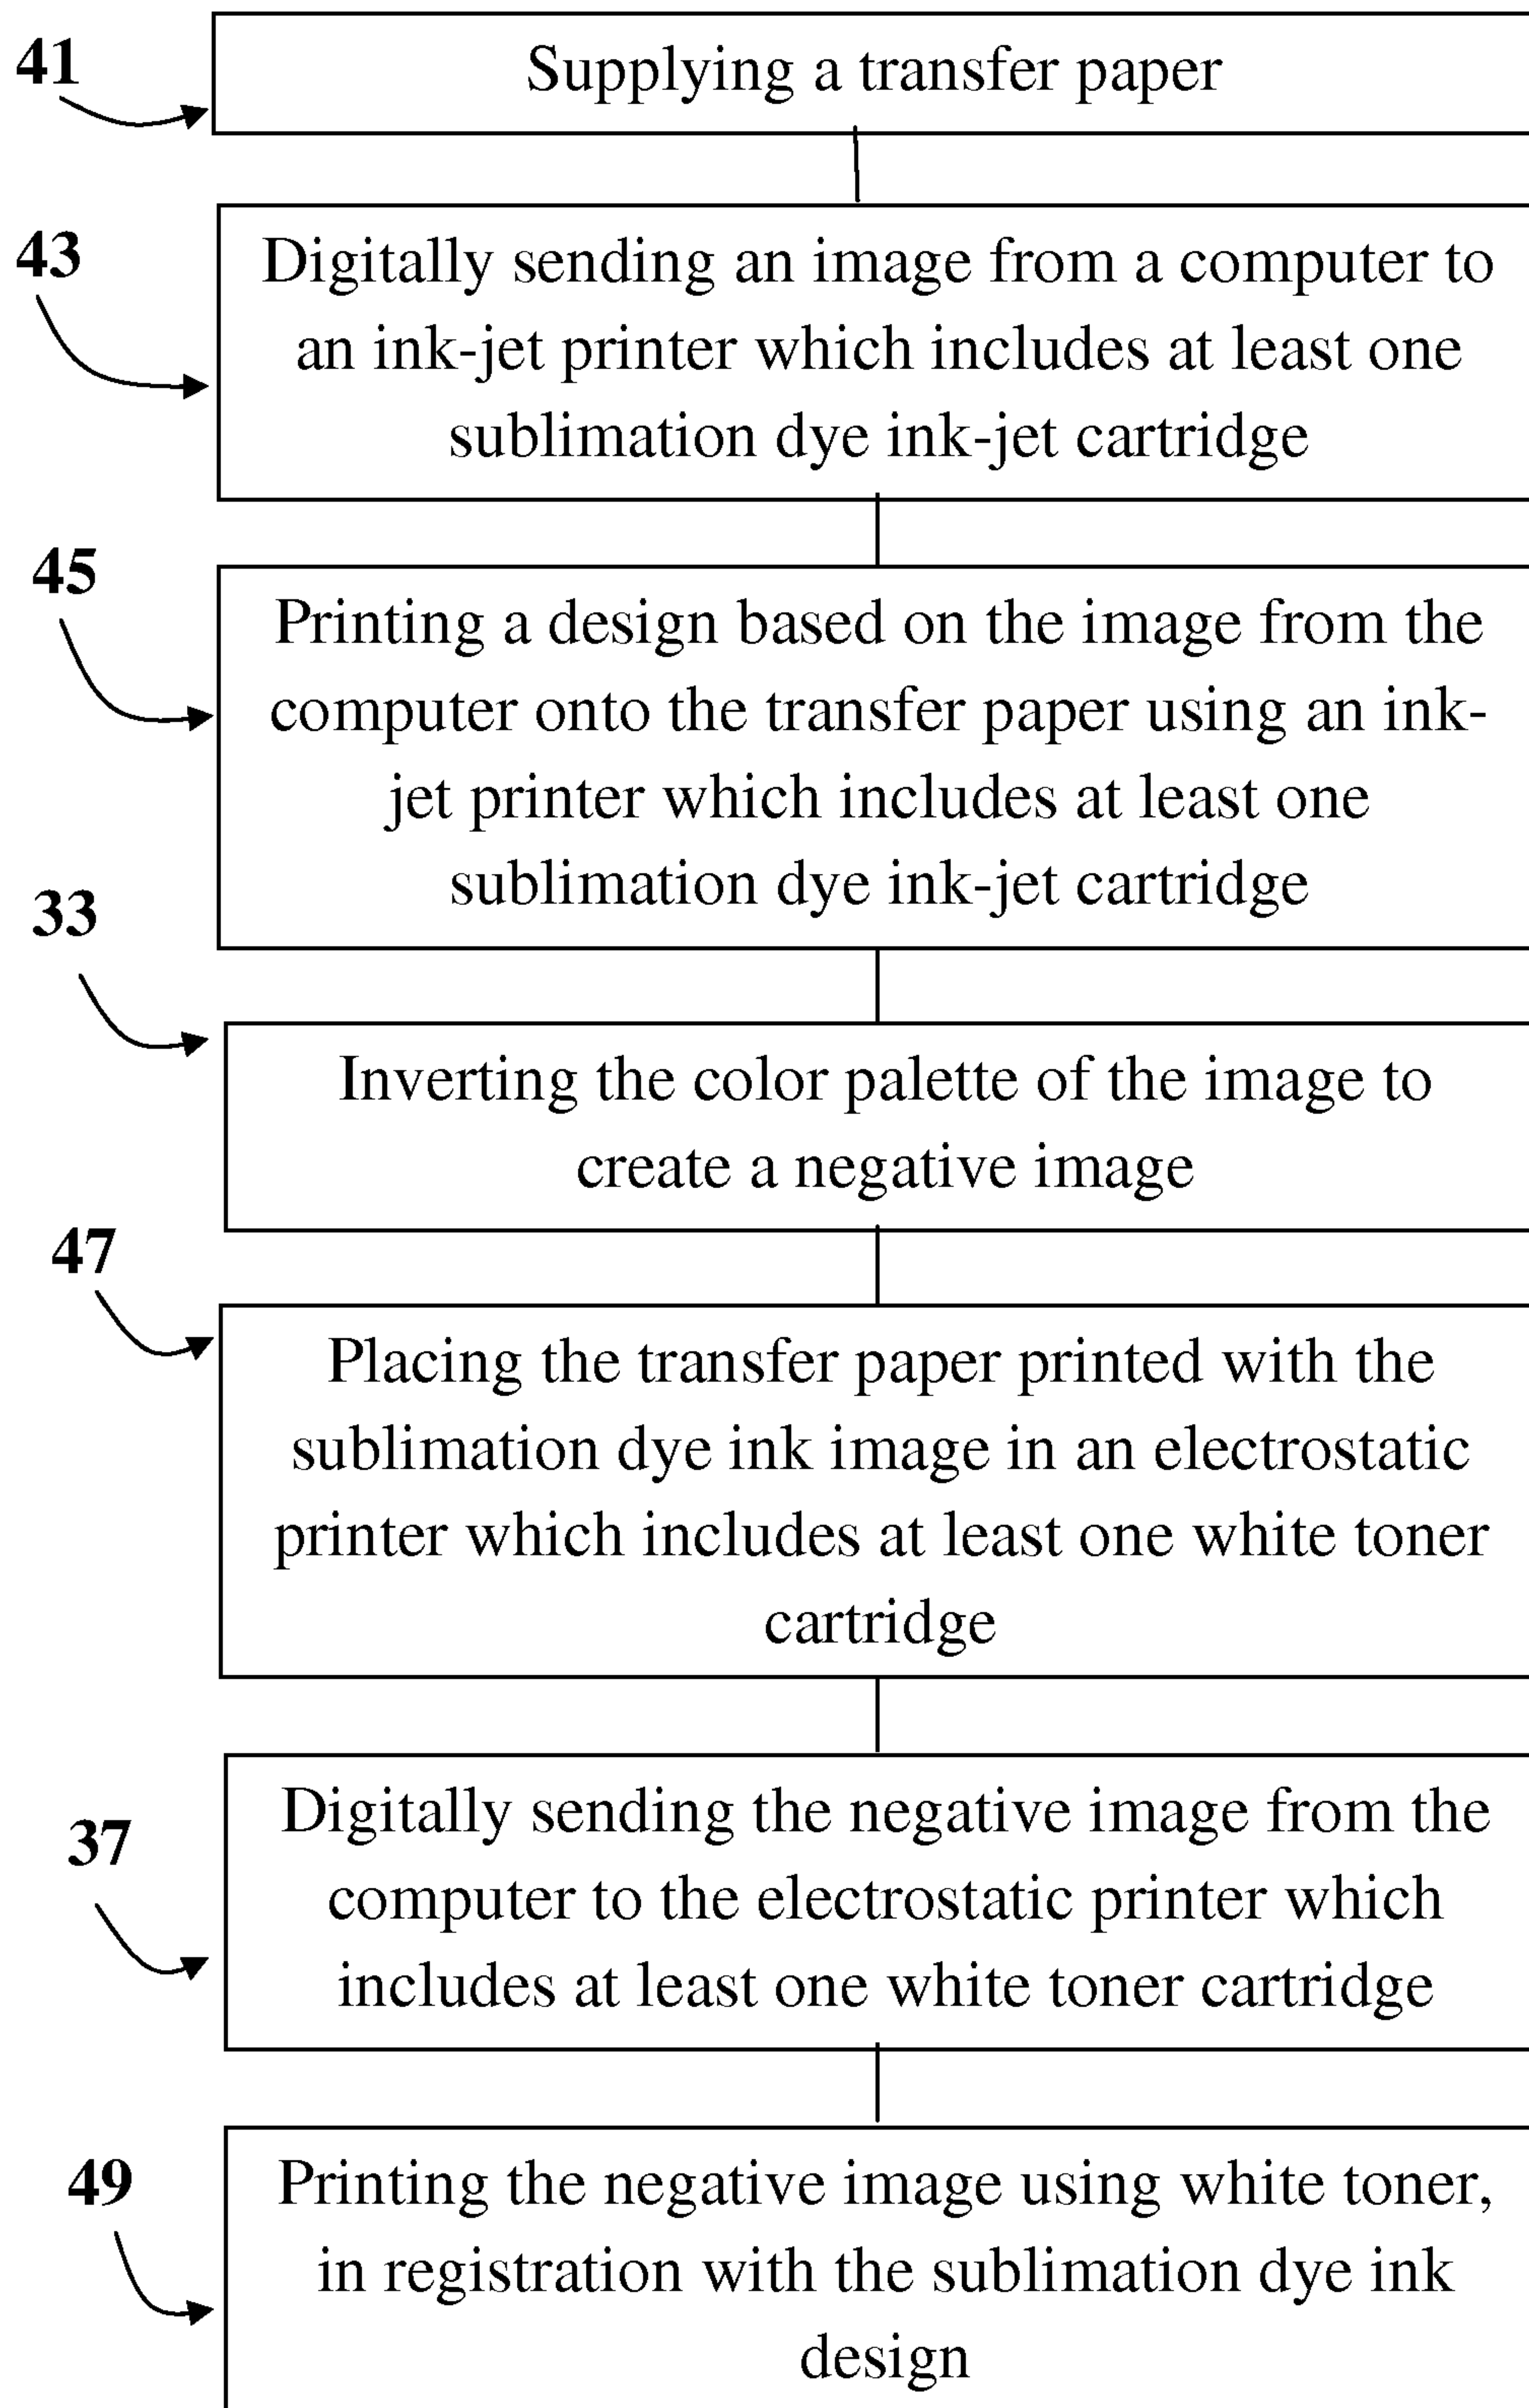 41
Supplying a transfer paper
43
Digitally sending an image from a computer to
an ink-jet printer which includes at least one
sublimation dye ink-jet cartridge
45
Printing a design based on the image from the
computer onto the transfer paper using an ink-
jet printer which includes at least one
sublimation dye ink-jet cartridge
33
Inverting the color palette of the image to
create a negative image
47
Placing the transfer paper printed with the
sublimation dye ink image in an electrostatic
printer which includes at least one white toner
cartridge
37
Digitally sending the negative image from the
computer to the electrostatic printer which
includes at least one white toner cartridge
49
Printing the negative image using white toner,
in registration with the sublimation dye ink
design